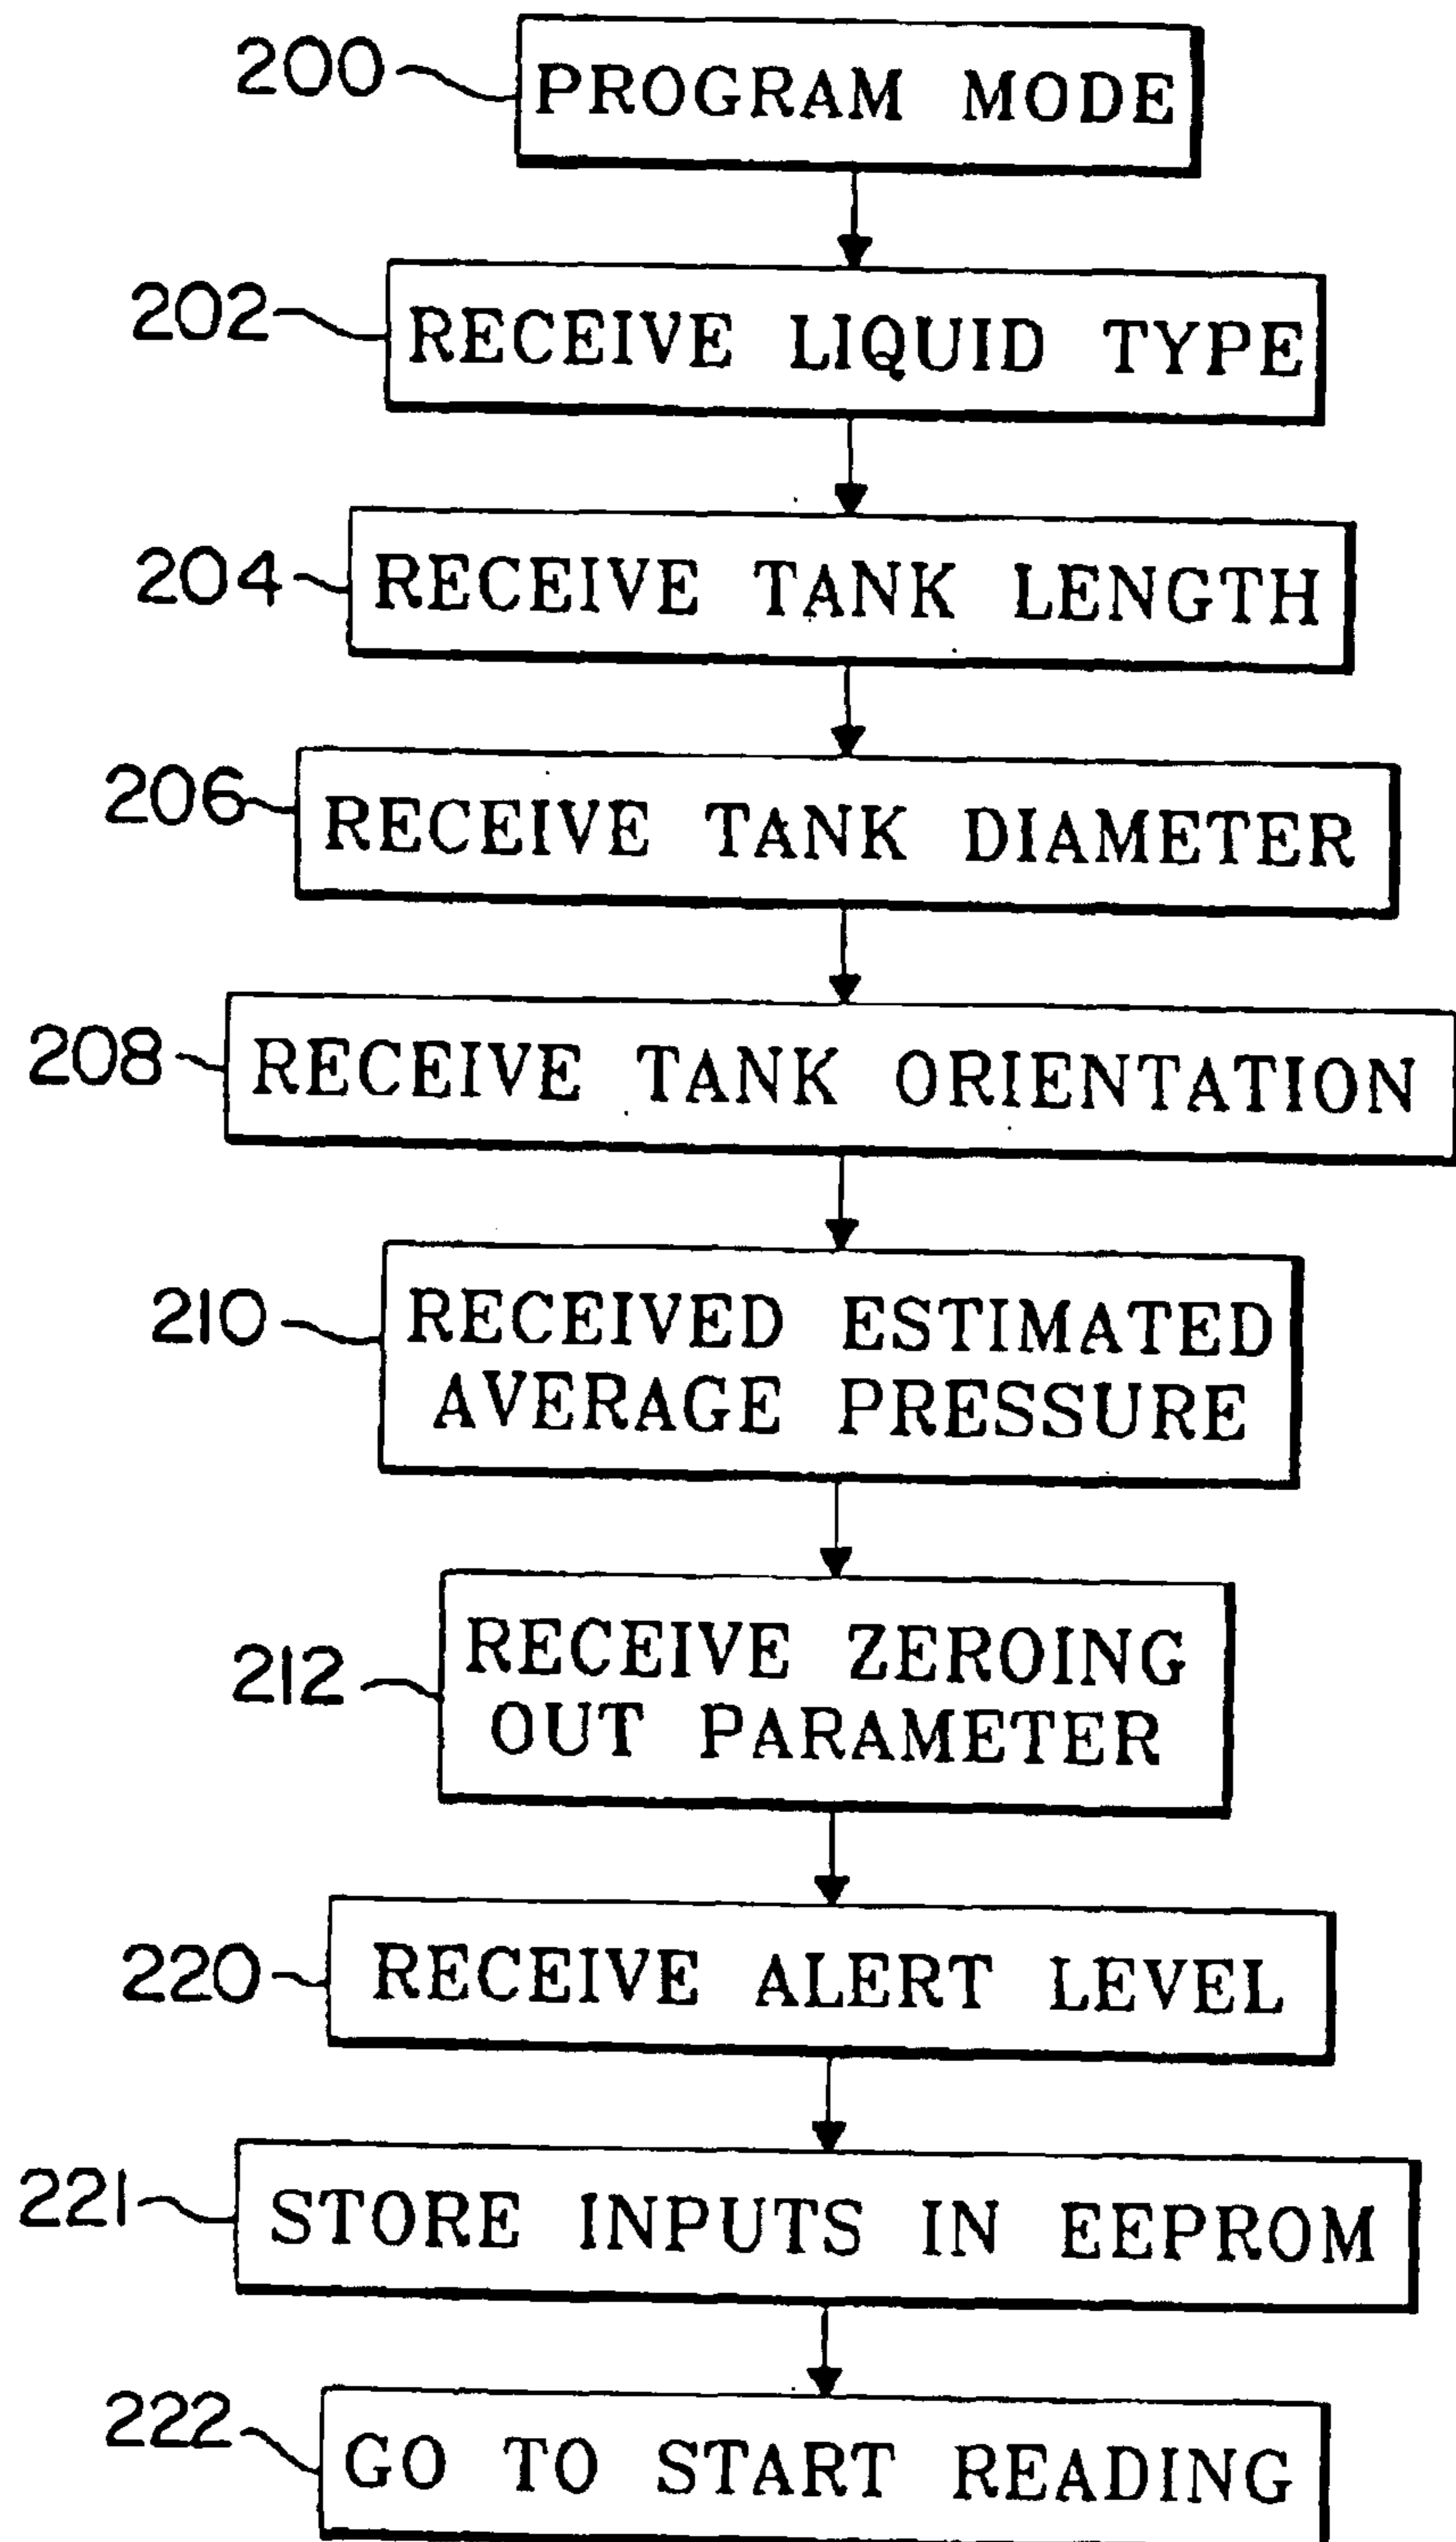 200 PROGRAM MODE
202 RECEIVE LIQUID TYPE
204 RECEIVE TANK LENGTH
206 RECEIVE TANK DIAMETER
208 RECEIVE TANK ORIENTATION
210 RECEIVED ESTIMATED
AVERAGE PRESSURE
212 RECEIVE ZEROING
OUT PARAMETER
220 RECEIVE ALERT LEVEL
221 STORE INPUTS IN EEPROM
222 GO TO START READING